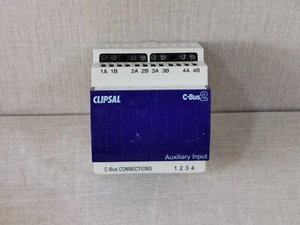 1A 1B 2A 2B 3A 3B 4A 4B
CLIPSAL C-Bus2
Auxiliary Input
C-Bus CONNECTIONS 1 2 3 4